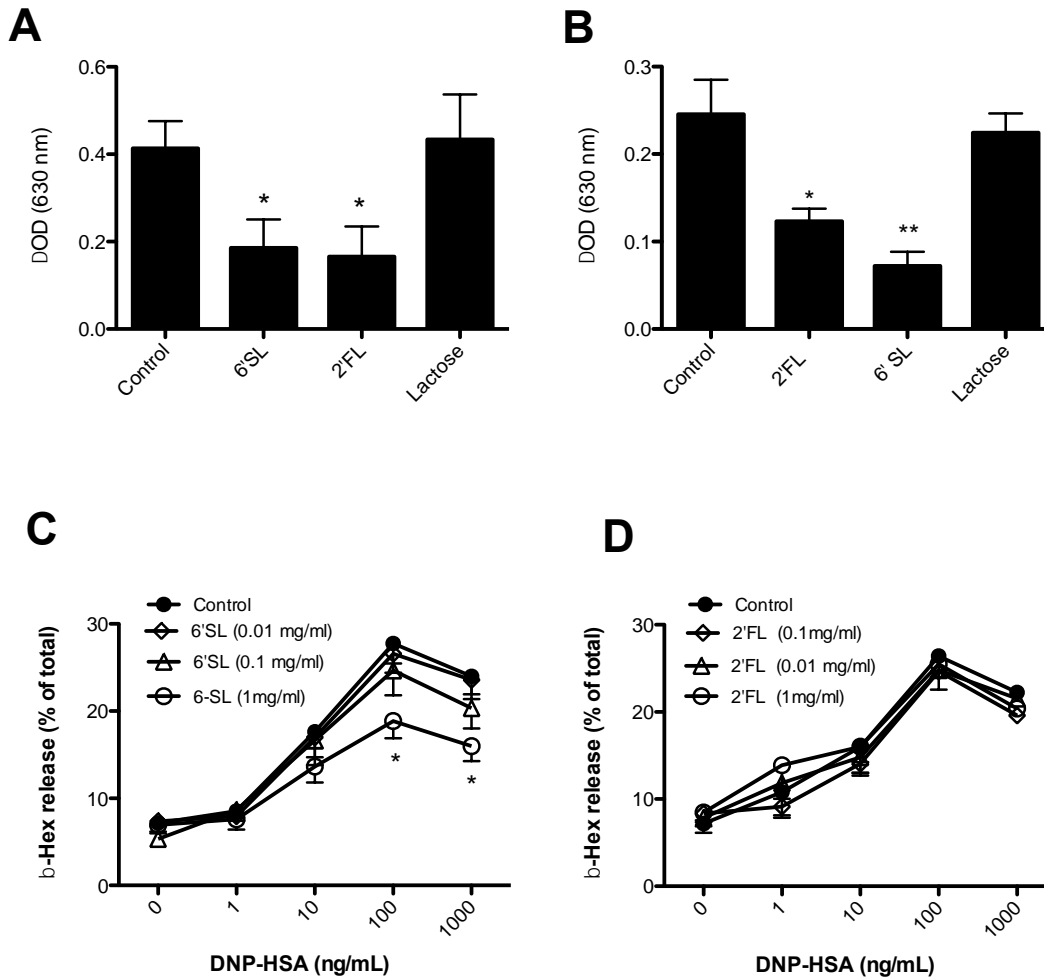 A
DOD (630 nm)
0.6
0.4
0.2
0.0
*
*
Control
6'SL
2'FL
Lactose
B
DOD (630 nm)
0.3
0.2
0.1
0.0
*
**
Control
2'FL
6' SL
Lactose
C
b-Hex release (% of total)
Control
6'SL (0.01 mg/ml)
6'SL (0.1 mg/ml)
6-SL (1mg/ml)
30
20
10
0
*
*
0
1
10
100
1000
DNP-HSA (ng/mL)
D
b-Hex release (% of total)
Control
2'FL (0.1mg/ml)
2'FL (0.01 mg/ml)
2'FL (1mg/ml)
30
20
10
0
0
1
10
100
1000
DNP-HSA (ng/mL)